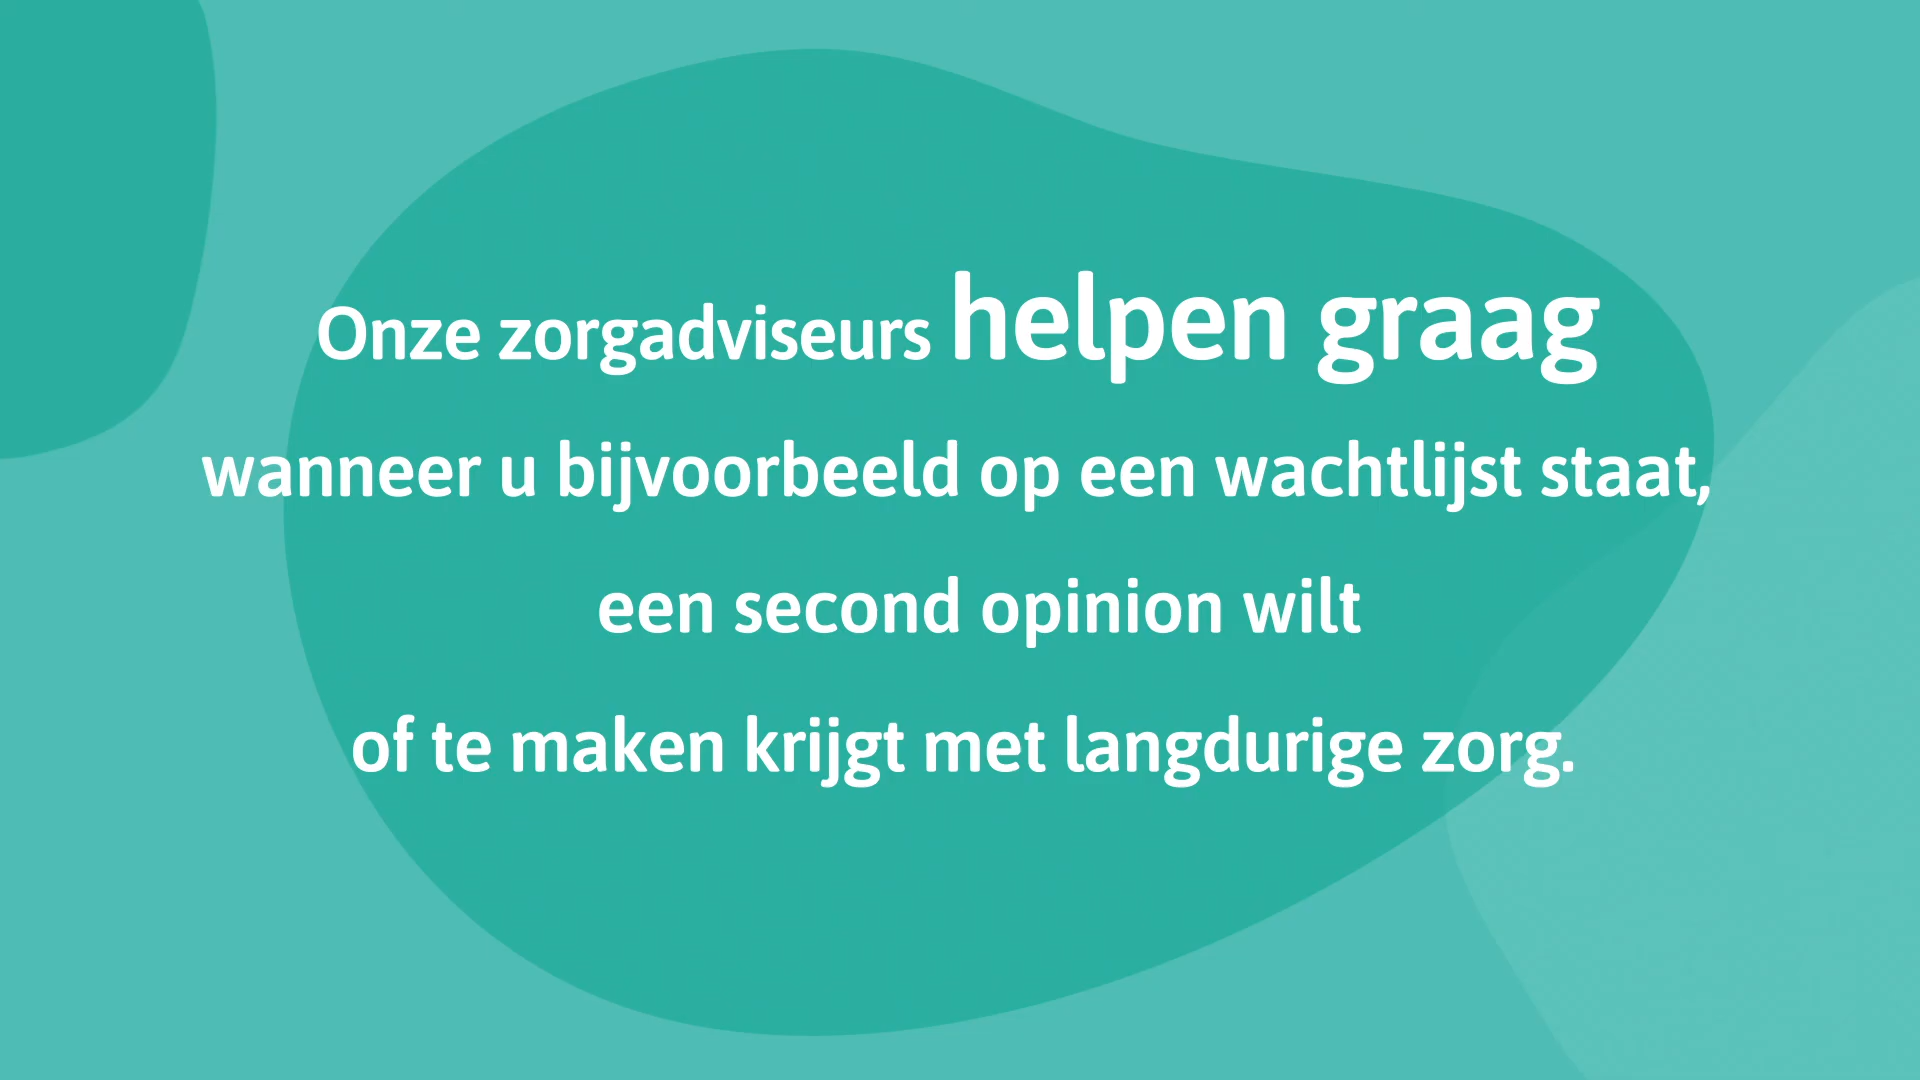 Onze zorgadviseurs helpen graag
wanneer u bijvoorbeeld op een wachtlijst staat,
een second opinion wilt
of te maken krijgt met langdurige zorg.